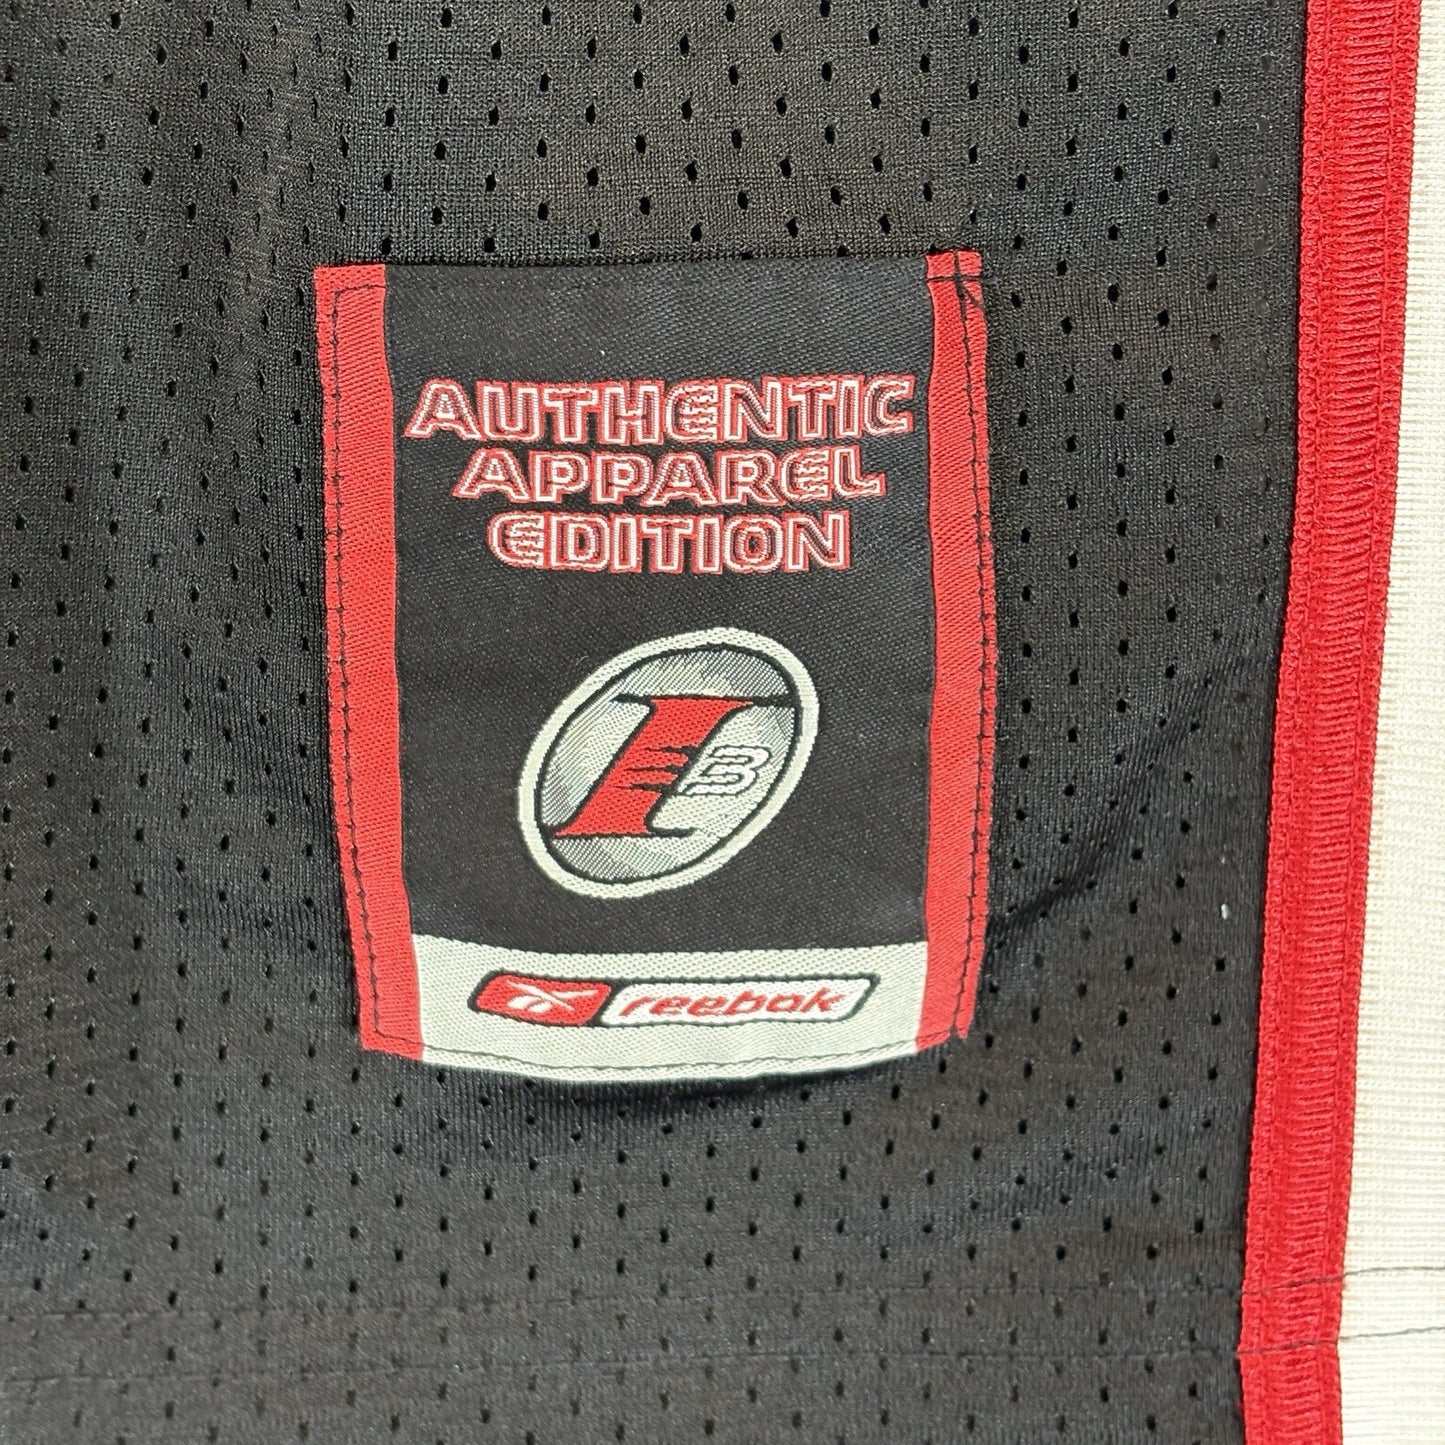 AUTHENTIC
APPAREL
EDITION
I3
reebok